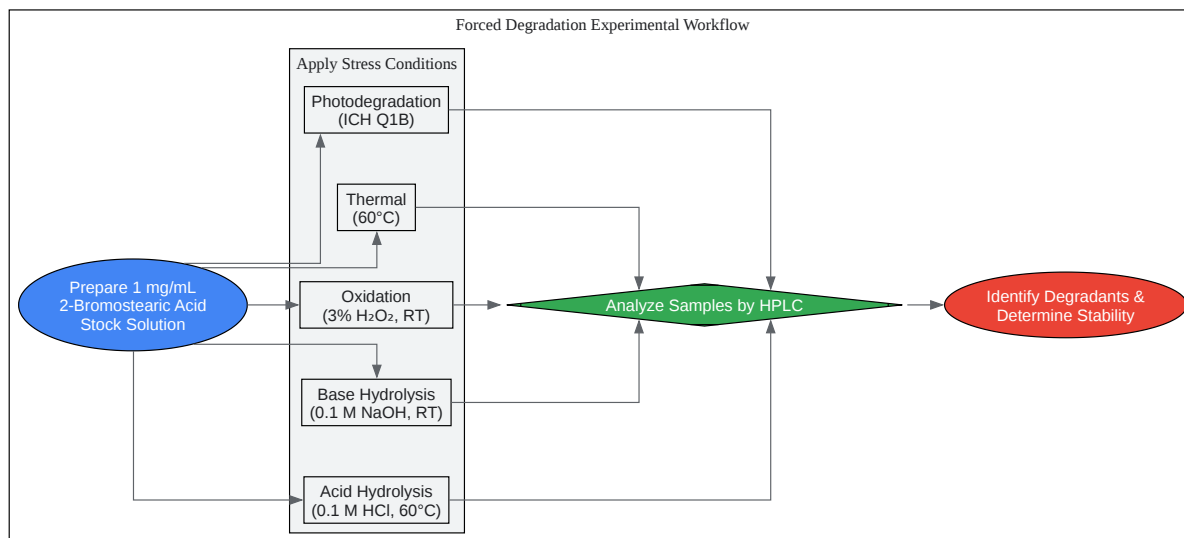 Forced Degradation Experimental Workflow
Apply Stress Conditions
Photodegradation
(ICH Q1B)
Thermal
(60°C)
Prepare 1 mg/mL
2-Bromostearic Acid
Stock Solution
Oxidation
(3% H₂O₂, RT)
Analyze Samples by HPLC
Identify Degradants &
Determine Stability
Base Hydrolysis
(0.1 M NaOH, RT)
Acid Hydrolysis
(0.1 M HCl, 60°C)